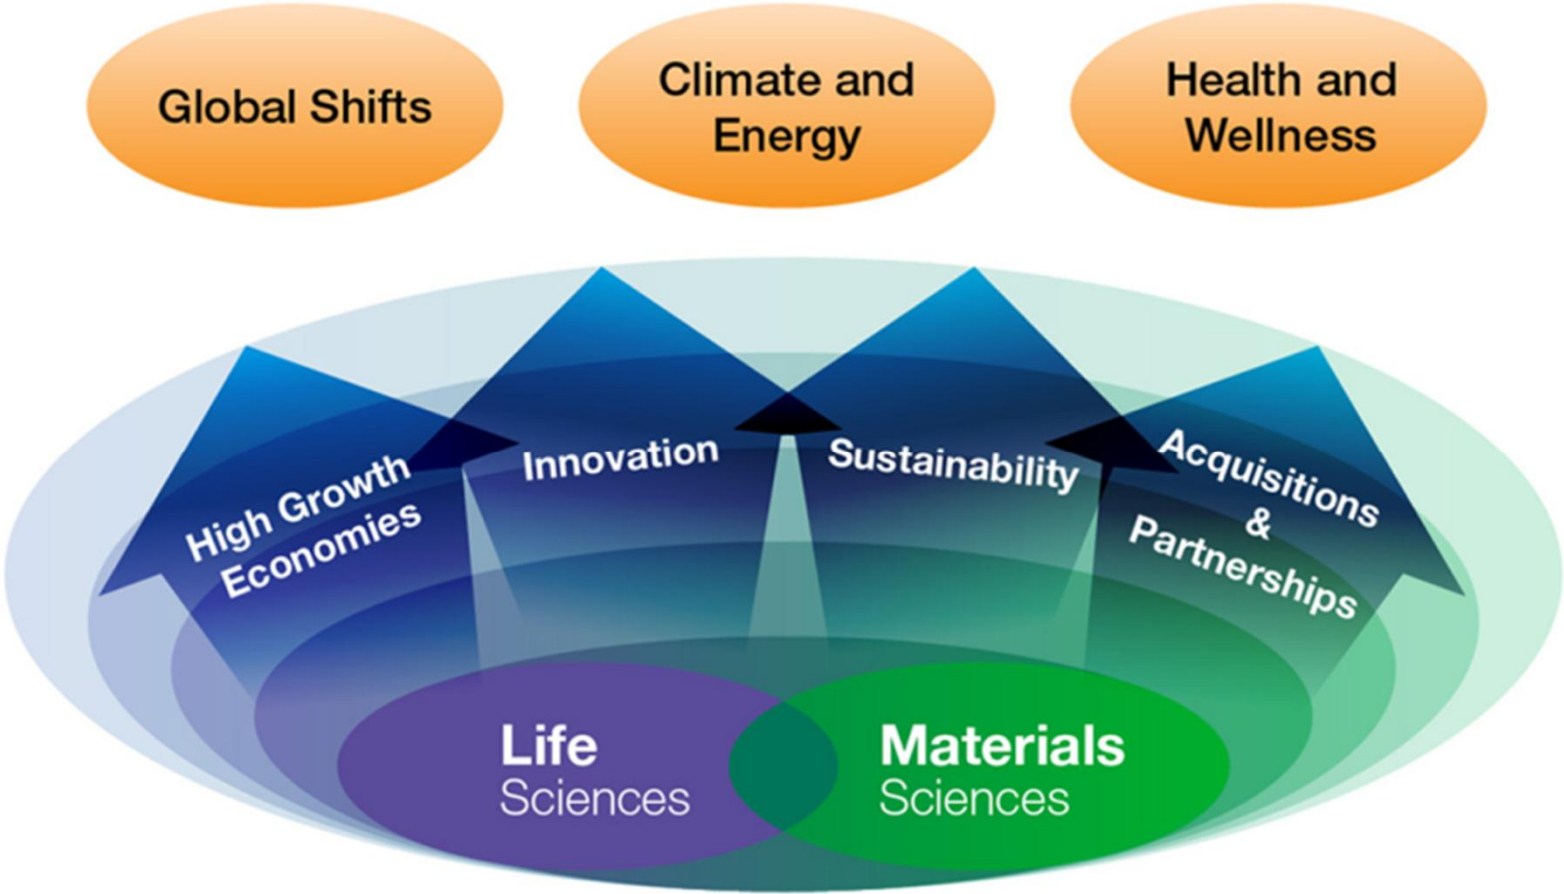 Global Shifts
Climate and
Energy
Health and
Wellness
High Growth
Economies
Innovation
Sustainability
Acquisitions
&
Partnerships
Life
Sciences
Materials
Sciences